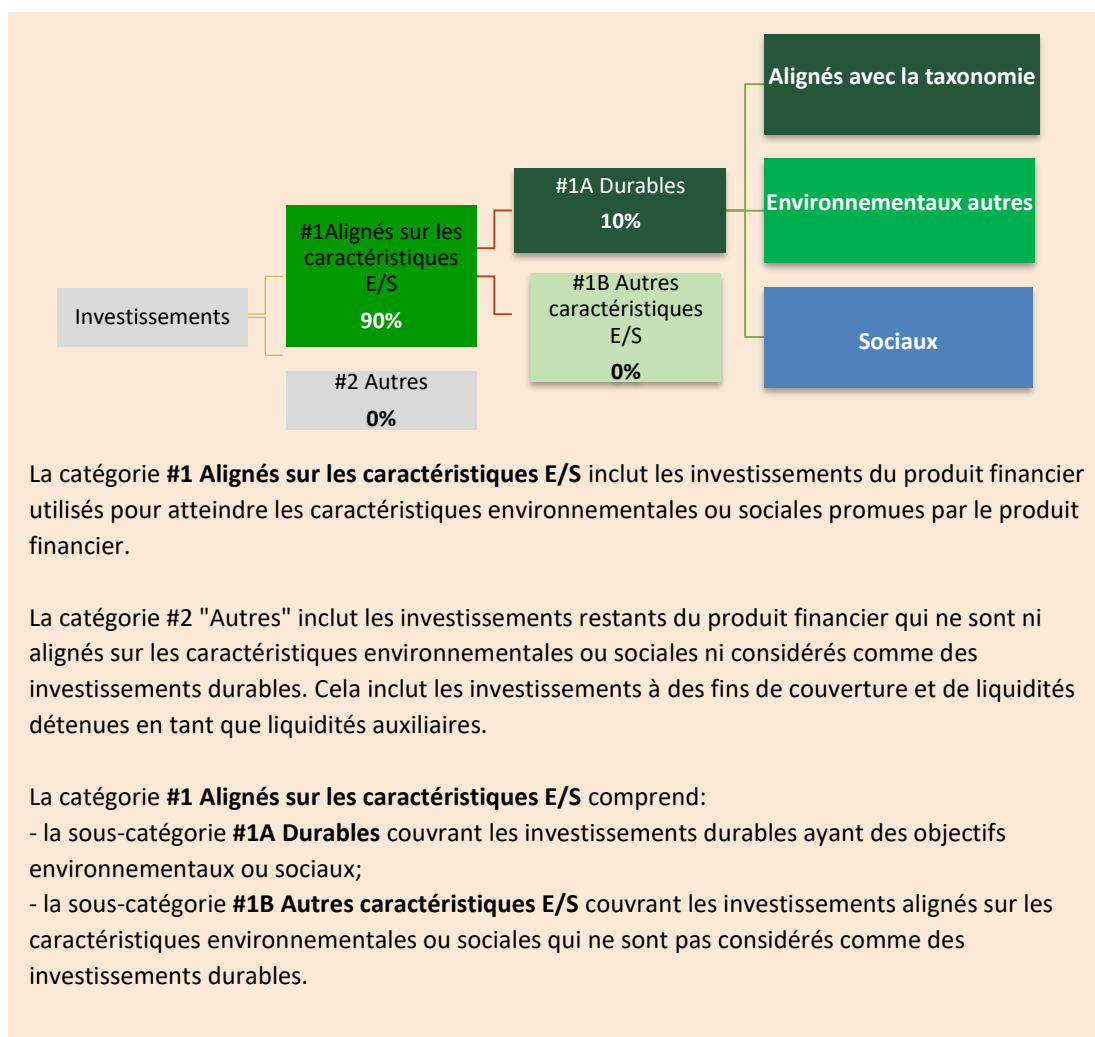 Alignés avec la taxonomie
#1A Durables
10%
Environnementaux autres
#1Alignés sur les
caractéristiques
E/S
90%
Investissements
#1B Autres
caractéristiques
E/S
0%
Sociaux
#2 Autres
0%
La catégorie #1 Alignés sur les caractéristiques E/S inclut les investissements du produit financier
utilisés pour atteindre les caractéristiques environnementales ou sociales promues par le produit
financier.
La catégorie #2 "Autres" inclut les investissements restants du produit financier qui ne sont ni
alignés sur les caractéristiques environnementales ou sociales ni considérés comme des
investissements durables. Cela inclut les investissements à des fins de couverture et de liquidités
détenues en tant que liquidités auxiliaires.
La catégorie #1 Alignés sur les caractéristiques E/S comprend:
- la sous-catégorie #1A Durables couvrant les investissements durables ayant des objectifs
environnementaux ou sociaux;
- la sous-catégorie #1B Autres caractéristiques E/S couvrant les investissements alignés sur les
caractéristiques environnementales ou sociales qui ne sont pas considérés comme des
investissements durables.